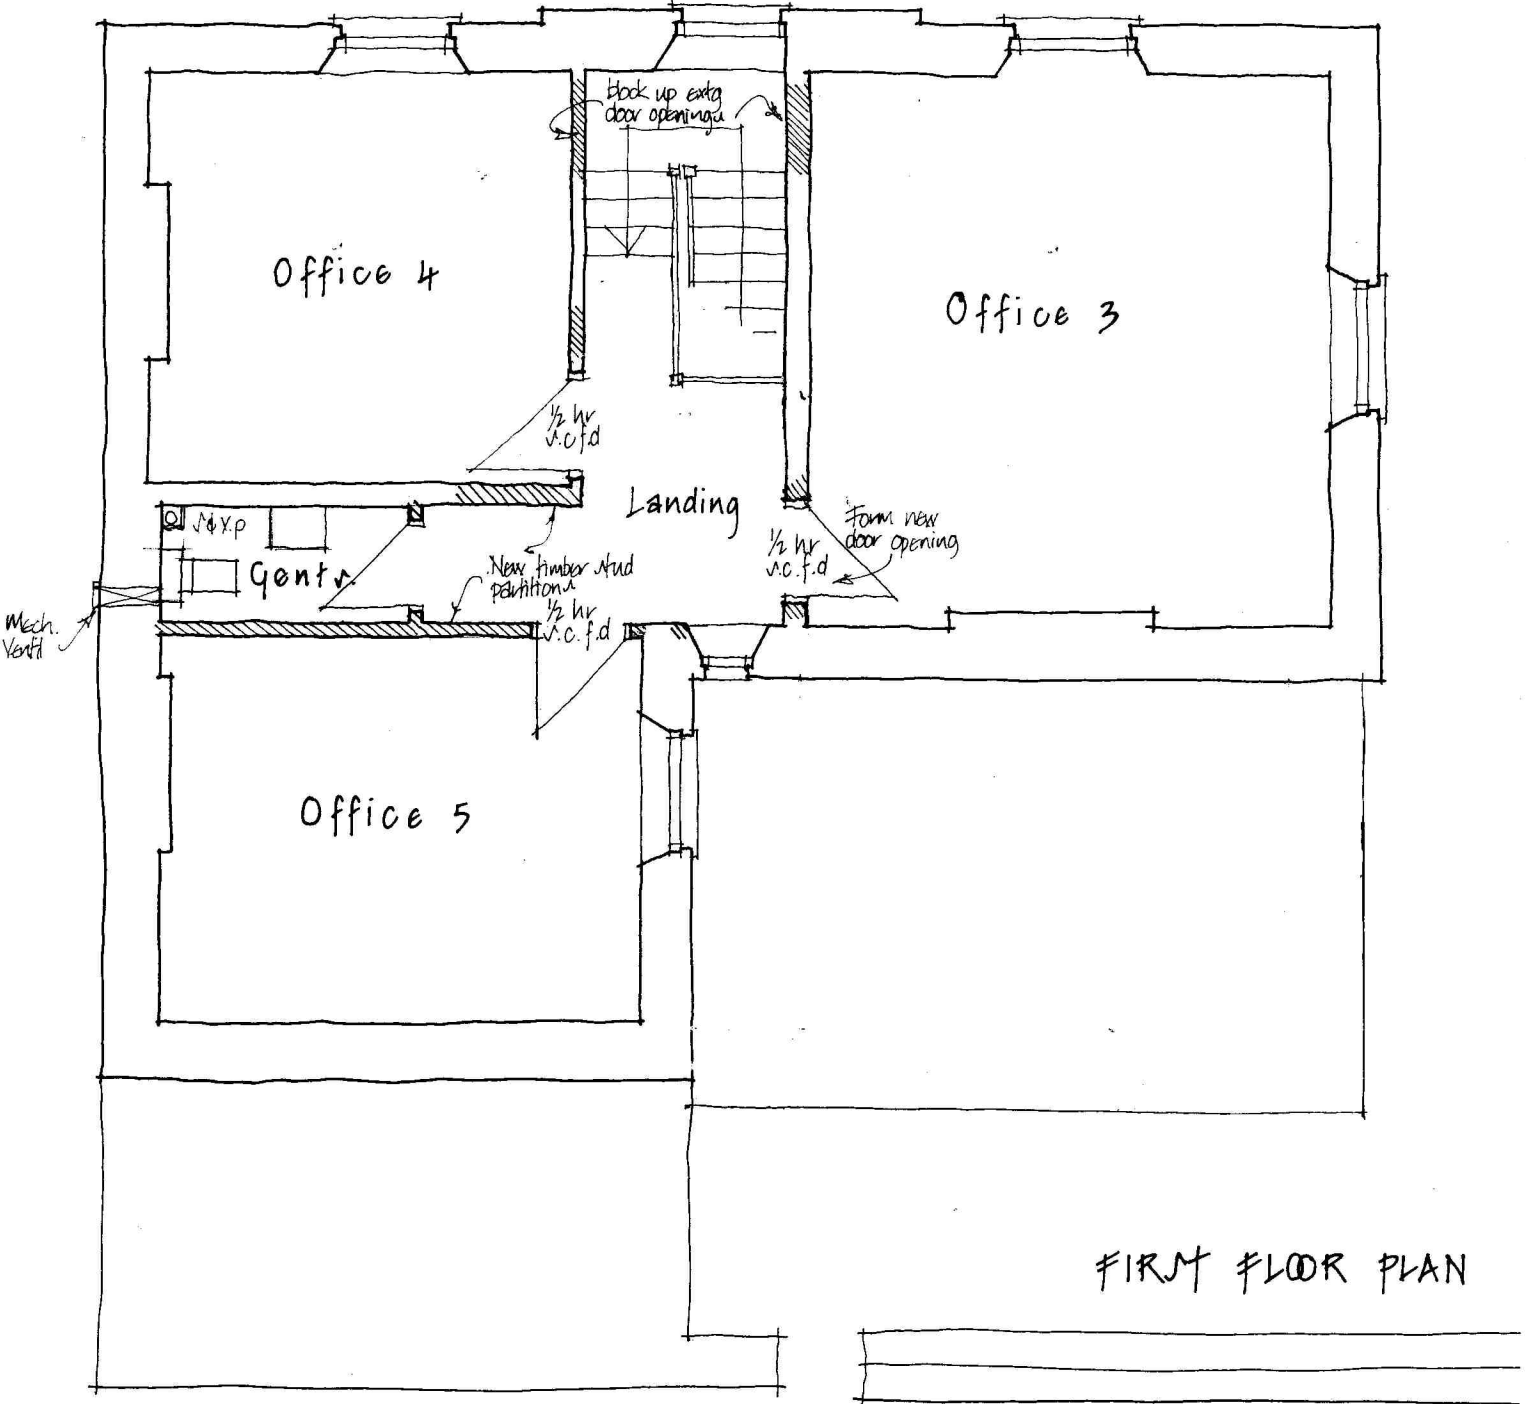 block up extg
door openings
Office 4
Office 3
1/2 hr
s.c.f.d
Landing
S & V.P
Form new
door opening
1/2 hr
s.c.f.d
Gents
New timber stud
partitions
1/2 hr
s.c.f.d
Mech.
Ventl
Office 5
FIRST FLOOR PLAN